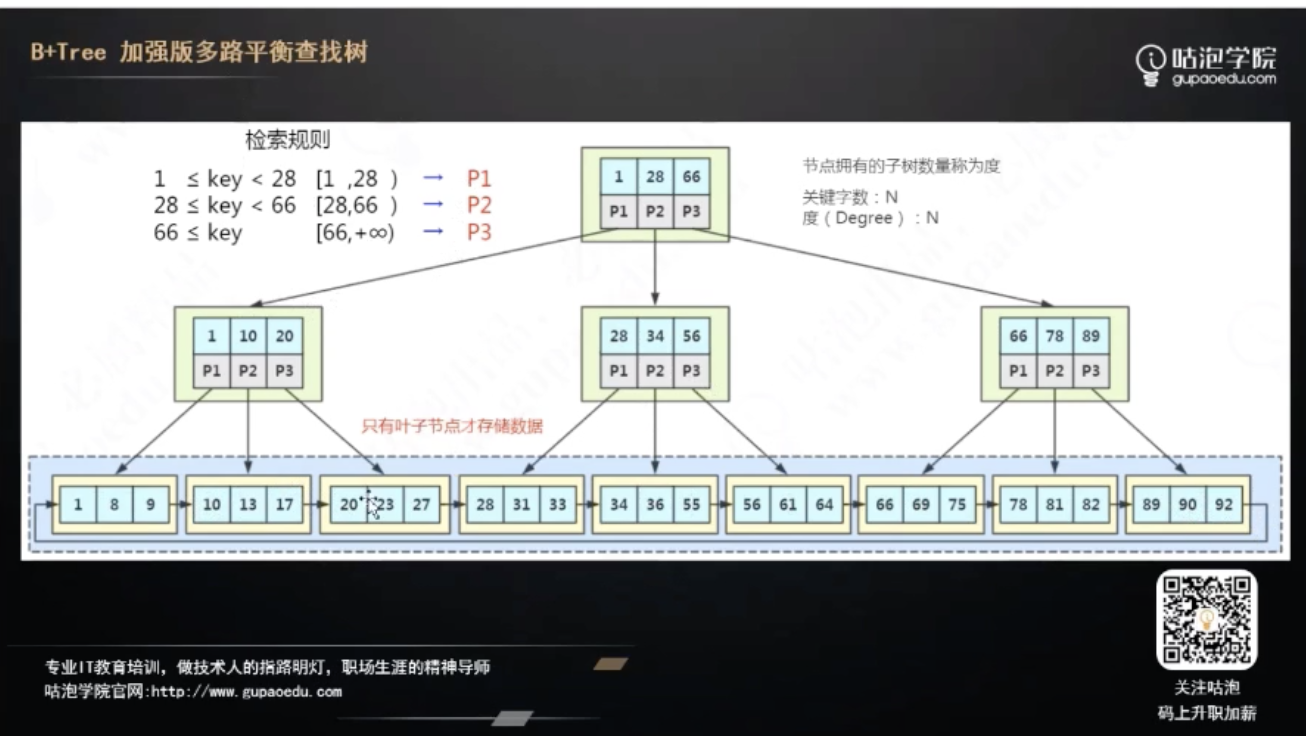 B+Tree 加强版多路平衡查找树
咕泡学院
gupaoedu.com
检索规则
1 ≤ key < 28 [1 ,28 ) → P1
28 ≤ key < 66 [28,66 ) → P2
66 ≤ key [66,+∞) → P3
1 28 66
P1 P2 P3
节点拥有的子树数量称为度
关键字数：N
度（Degree）：N
1 10 20
P1 P2 P3
28 34 56
P1 P2 P3
66 78 89
P1 P2 P3
只有叶子节点才存储数据
1 8 9 10 13 17 20 23 27 28 31 33 34 36 55 56 61 64 66 69 75 78 81 82 89 90 92
专业IT教育培训，做技术人的指路明灯，职场生涯的精神导师
咕泡学院官网:http://www.gupaoedu.com
关注咕泡
码上升职加薪